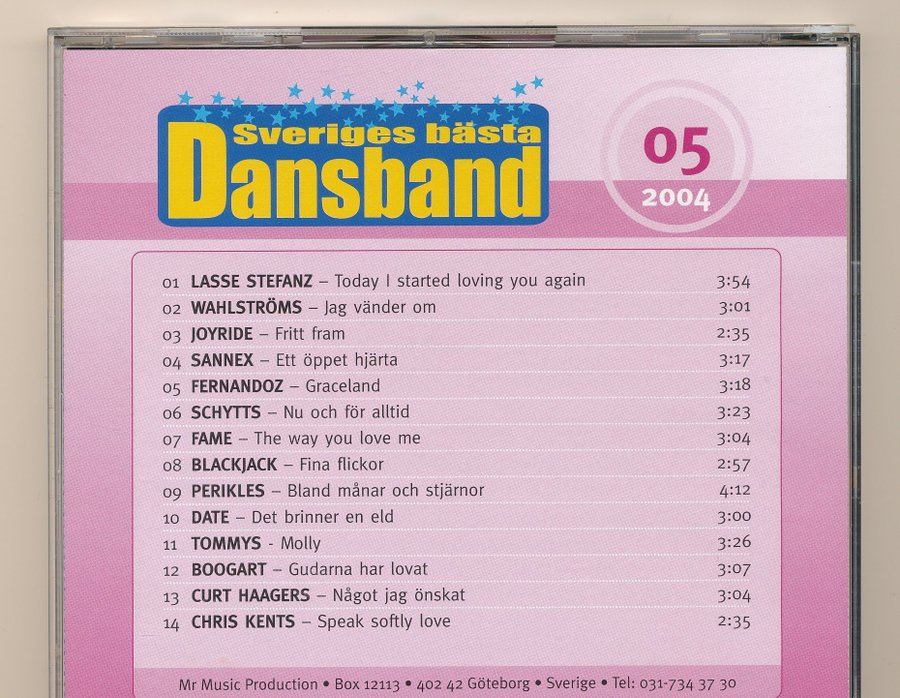 Sveriges bästa
Dansband
05
2004
01 LASSE STEFANZ – Today I started loving you again 3:54
02 WAHLSTRÖMS – Jag vänder om 3:01
03 JOYRIDE – Fritt fram 2:35
04 SANNEX – Ett öppet hjärta 3:17
05 FERNANDOZ – Graceland 3:18
06 SCHYTTS – Nu och för alltid 3:23
07 FAME – The way you love me 3:04
08 BLACKJACK – Fina flickor 2:57
09 PERIKLES – Bland månar och stjärnor 4:12
10 DATE – Det brinner en eld 3:00
11 TOMMYS - Molly 3:26
12 BOOGART – Gudarna har lovat 3:07
13 CURT HAAGERS – Något jag önskat 3:04
14 CHRIS KENTS – Speak softly love 2:35
Mr Music Production • Box 12113 • 402 42 Göteborg • Sverige • Tel: 031-734 37 30